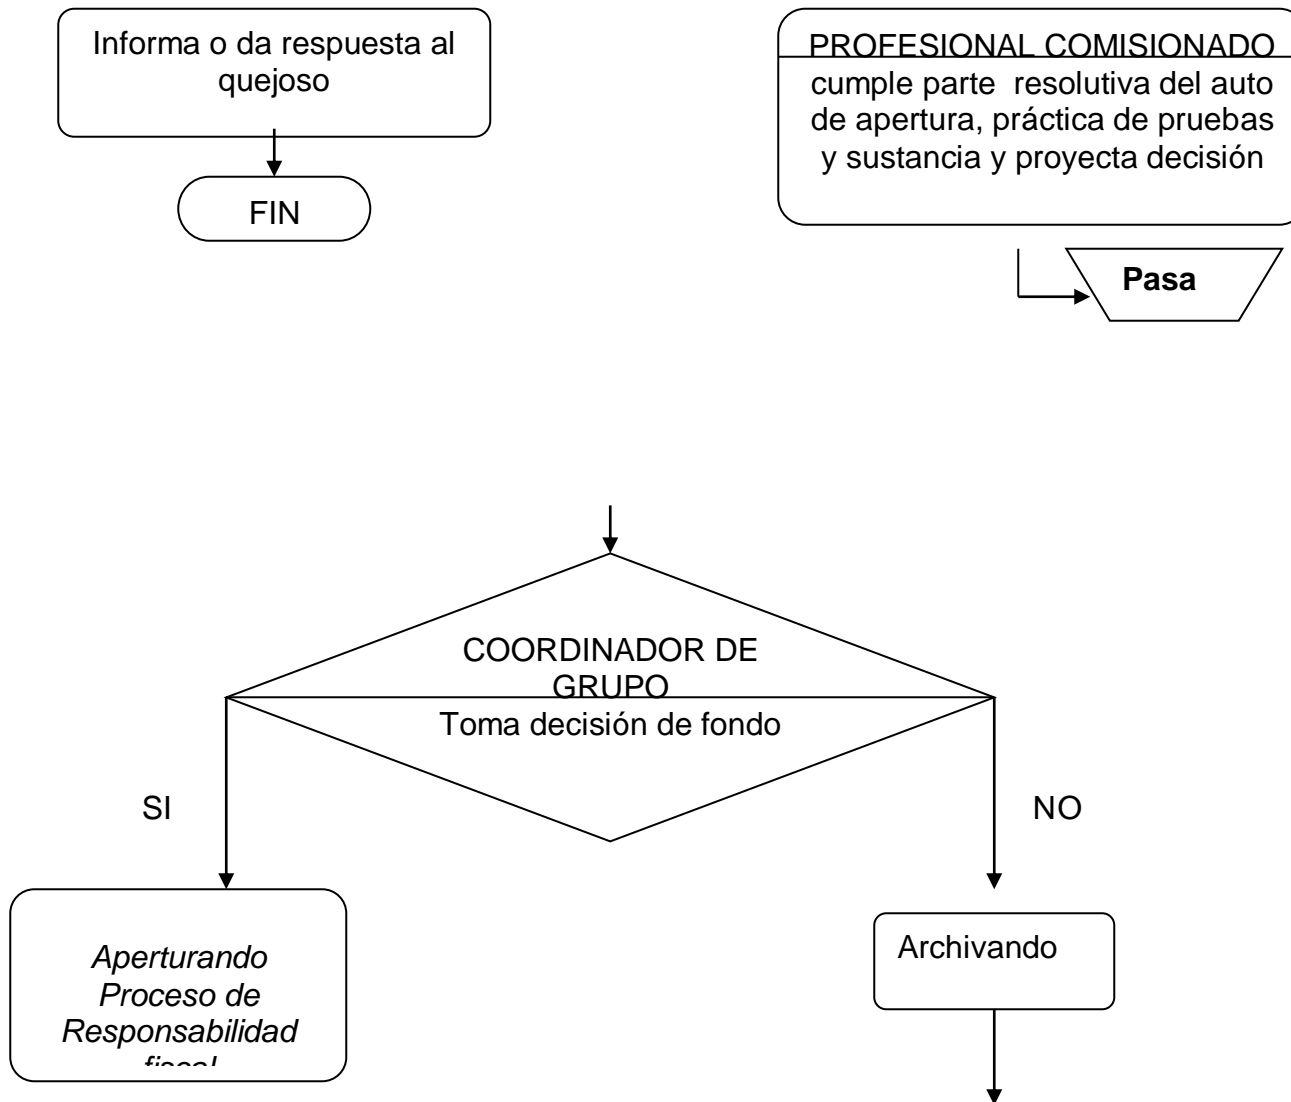 Informa o da respuesta al
quejoso
FIN
PROFESIONAL COMISIONADO
cumple parte resolutiva del auto
de apertura, práctica de pruebas
y sustancia y proyecta decisión
Pasa
COORDINADOR DE
GRUPO
Toma decisión de fondo
SI
NO
Aperturando
Proceso de
Responsabilidad
fiscal
Archivando